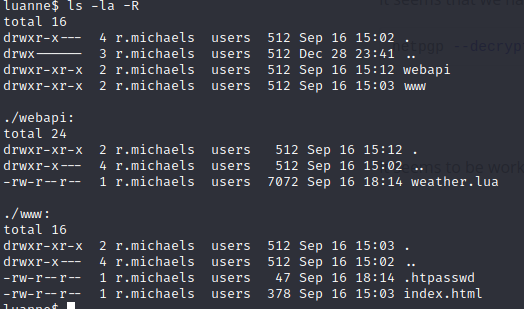 luanne$ ls -la -R
total 16
drwxr-x---  4 r.michaels  users   512 Sep 16 15:02 .
drwx------  3 r.michaels  users   512 Dec 28 23:41 ..
drwxr-xr-x  2 r.michaels  users   512 Sep 16 15:12 webapi
drwxr-xr-x  2 r.michaels  users   512 Sep 16 15:03 www
./webapi:
total 24
drwxr-xr-x  2 r.michaels  users   512 Sep 16 15:12 .
drwxr-x---  4 r.michaels  users   512 Sep 16 15:02 ..
-rw-r--r--  1 r.michaels  users  7072 Sep 16 18:14 weather.lua
./www:
total 16
drwxr-xr-x  2 r.michaels  users  512 Sep 16 15:03 .
drwxr-x---  4 r.michaels  users  512 Sep 16 15:02 ..
-rw-r--r--  1 r.michaels  users   47 Sep 16 18:14 .htpasswd
-rw-r--r--  1 r.michaels  users  378 Sep 16 15:03 index.html
luanne$